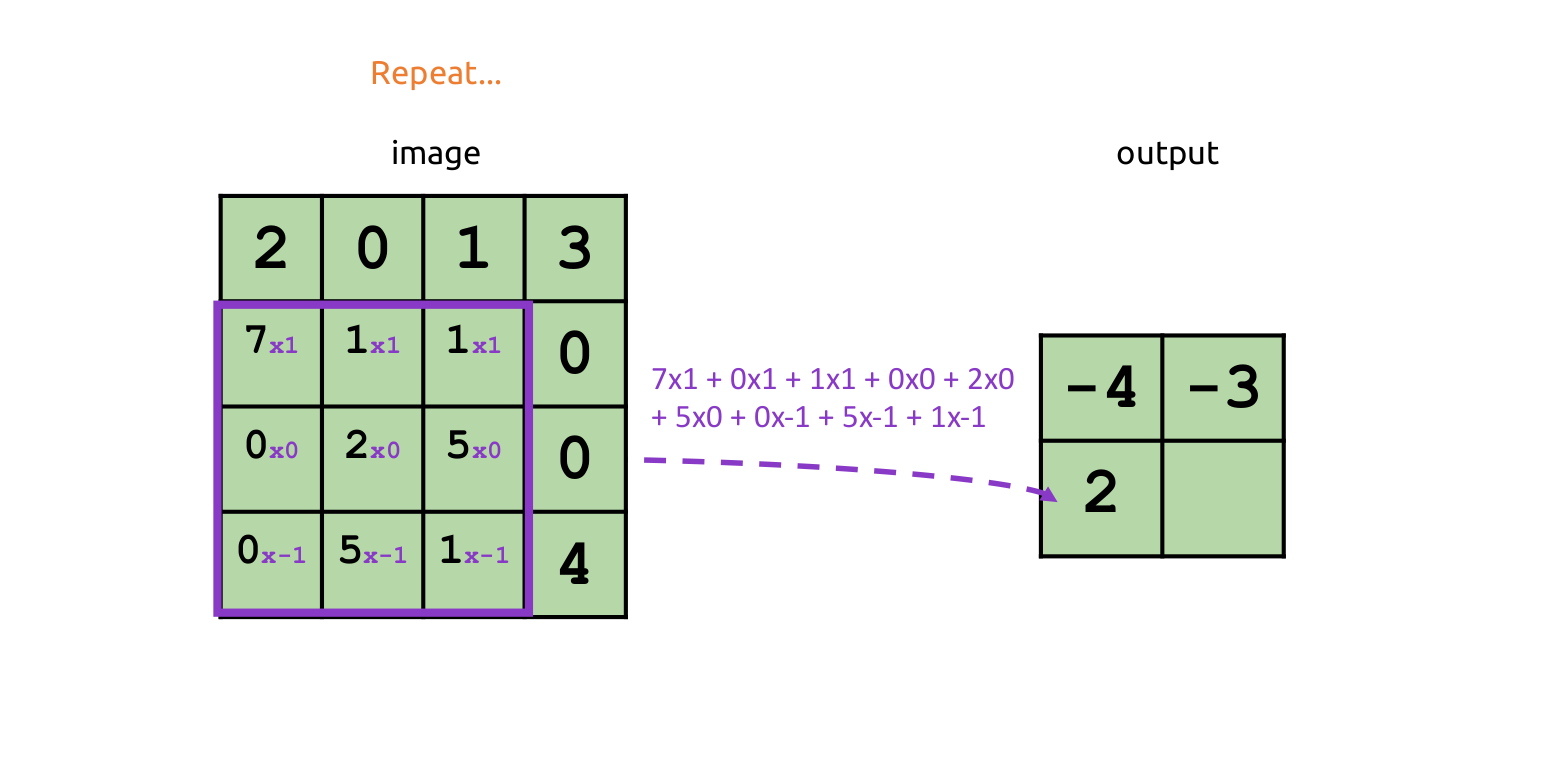 Repeat...
image
output
2 0 1 3
7x1 1x1 1x1 0
0x0 2x0 5x0 0
0x-1 5x-1 1x-1 4
7x1 + 0x1 + 1x1 + 0x0 + 2x0
+ 5x0 + 0x-1 + 5x-1 + 1x-1
-4 -3
2